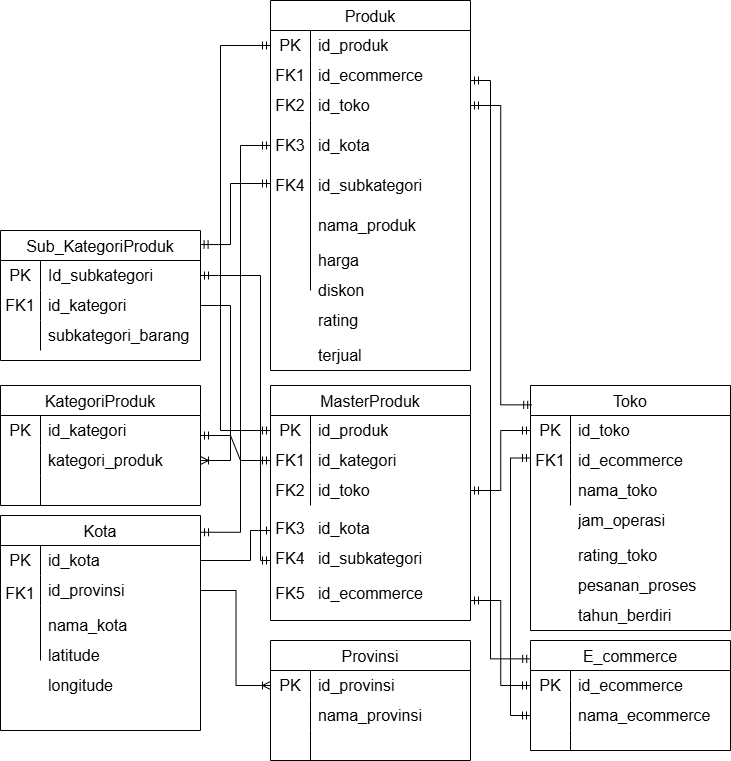 Produk
PK id_produk
FK1 id_ecommerce
FK2 id_toko
FK3 id_kota
FK4 id_subkategori
nama_produk
harga
diskon
rating
terjual
Sub_KategoriProduk
PK Id_subkategori
FK1 id_kategori
subkategori_barang
KategoriProduk
PK id_kategori
kategori_produk
MasterProduk
PK id_produk
FK1 id_kategori
FK2 id_toko
FK3 id_kota
FK4 id_subkategori
FK5 id_ecommerce
Toko
PK id_toko
FK1 id_ecommerce
nama_toko
jam_operasi
rating_toko
pesanan_proses
tahun_berdiri
Kota
PK id_kota
FK1 id_provinsi
nama_kota
latitude
longitude
Provinsi
PK id_provinsi
nama_provinsi
E_commerce
PK id_ecommerce
nama_ecommerce